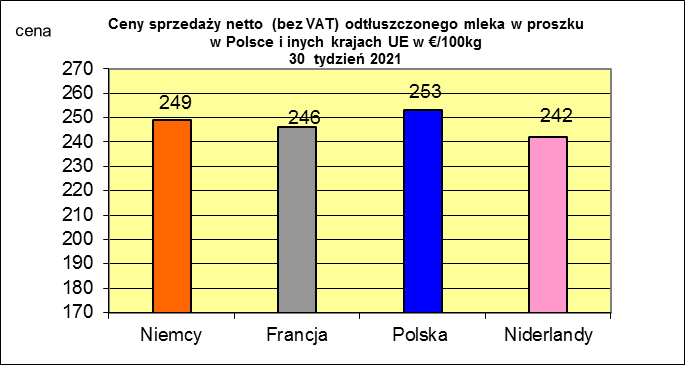 Ceny sprzedaży netto (bez VAT) odtłuszczonego mleka w proszku
w Polsce i inych krajach UE w €/100kg
30 tydzień 2021
cena
270
260
250
240
230
220
210
200
190
180
170
249
246
253
242
Niemcy
Francja
Polska
Niderlandy